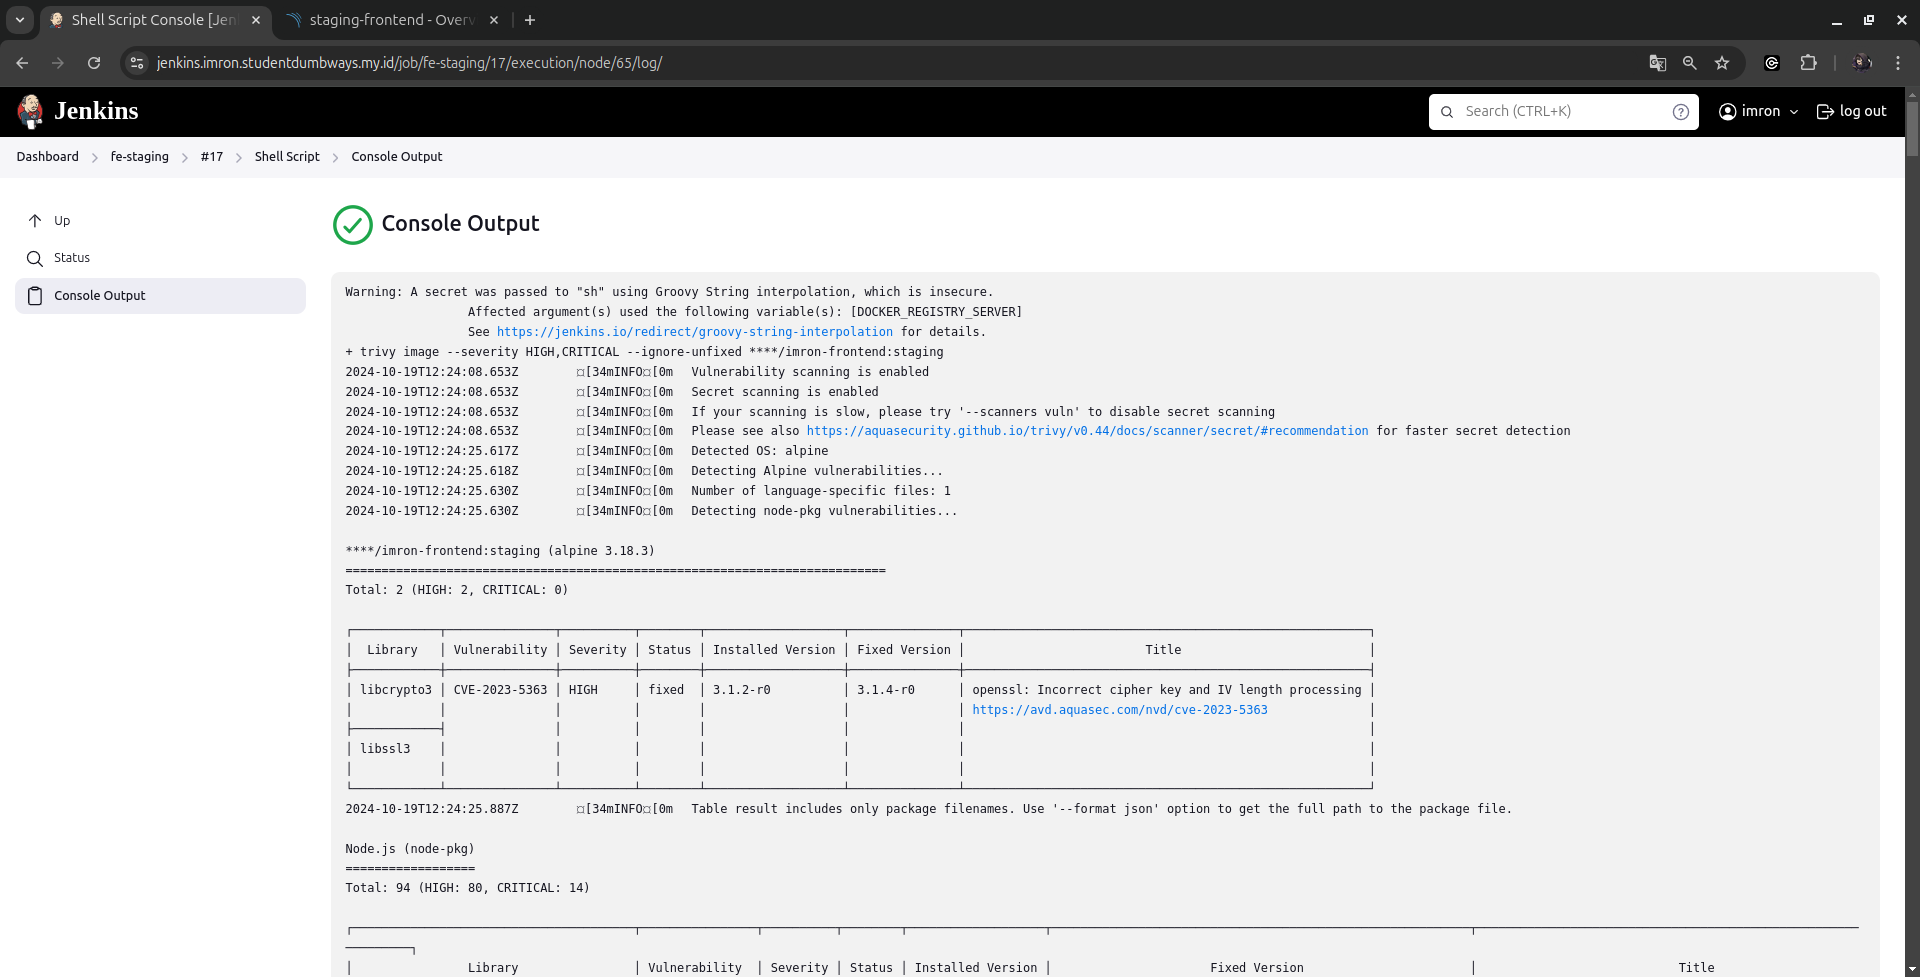 Shell Script Console [Jen
staging-frontend - Overv
jenkins.imron.studentdumbways.my.id/job/fe-staging/17/execution/node/65/log/
Jenkins
Search (CTRL+K)
imron
log out
Dashboard
fe-staging
#17
Shell Script
Console Output
Up
Status
Console Output
Console Output
Warning: A secret was passed to "sh" using Groovy String interpolation, which is insecure.
Affected argument(s) used the following variable(s): [DOCKER_REGISTRY_SERVER]
See https://jenkins.io/redirect/groovy-string-interpolation for details.
+ trivy image --severity HIGH,CRITICAL --ignore-unfixed ****/imron-frontend:staging
2024-10-19T12:24:08.653Z ¤[34mINFO¤[0m Vulnerability scanning is enabled
2024-10-19T12:24:08.653Z ¤[34mINFO¤[0m Secret scanning is enabled
2024-10-19T12:24:08.653Z ¤[34mINFO¤[0m If your scanning is slow, please try '--scanners vuln' to disable secret scanning
2024-10-19T12:24:08.653Z ¤[34mINFO¤[0m Please see also https://aquasecurity.github.io/trivy/v0.44/docs/scanner/secret/#recommendation for faster secret detection
2024-10-19T12:24:25.617Z ¤[34mINFO¤[0m Detected OS: alpine
2024-10-19T12:24:25.618Z ¤[34mINFO¤[0m Detecting Alpine vulnerabilities...
2024-10-19T12:24:25.630Z ¤[34mINFO¤[0m Number of language-specific files: 1
2024-10-19T12:24:25.630Z ¤[34mINFO¤[0m Detecting node-pkg vulnerabilities...
****/imron-frontend:staging (alpine 3.18.3)
===========================================================================
Total: 2 (HIGH: 2, CRITICAL: 0)
│ Library │ Vulnerability │ Severity │ Status │ Installed Version │ Fixed Version │ Title │
│ libcrypto3 │ CVE-2023-5363 │ HIGH │ fixed │ 3.1.2-r0 │ 3.1.4-r0 │ openssl: Incorrect cipher key and IV length processing │
https://avd.aquasec.com/nvd/cve-2023-5363
│ libssl3 │
2024-10-19T12:24:25.887Z ¤[34mINFO¤[0m Table result includes only package filenames. Use '--format json' option to get the full path to the package file.
Node.js (node-pkg)
==================
Total: 94 (HIGH: 80, CRITICAL: 14)
│ Library │ Vulnerability │ Severity │ Status │ Installed Version │ Fixed Version │ Title